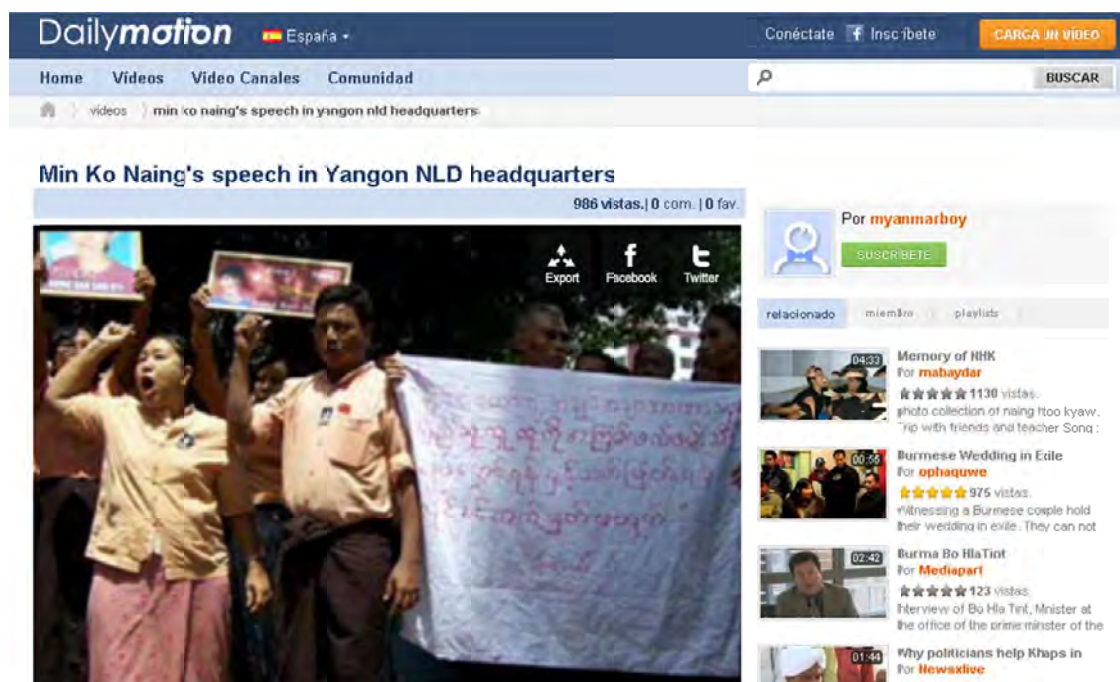 Dailymotion España
Conéctate f Inscríbete CARGA UN VÍDEO
Home Vídeos Video Canales Comunidad
BUSCAR
vídeos min ko naing's speech in yangon nld headquarters
Min Ko Naing's speech in Yangon NLD headquarters
986 vistas.| 0 com. | 0 fav.
Export Facebook Twitter
Por myanmarboy
SUSCRÍBETE
relacionado miembro playlists
04:33
Memory of NHK
Por mabaydar
1130 vistas.
photo collection of naing htoo kyaw.
Trip with friends and teacher Song :
00:55
Burmese Wedding in Exile
Por ophaquwe
975 vistas.
Witnessing a Burmese couple hold
their wedding in exile. They can not
02:42
Burma Bo HlaTint
Por Mediapart
123 vistas.
Interview of Bo Hla Tint, Minister at
the office of the prime minister of the
01:44
Why politicians help Khaps in
Por Newsxlive